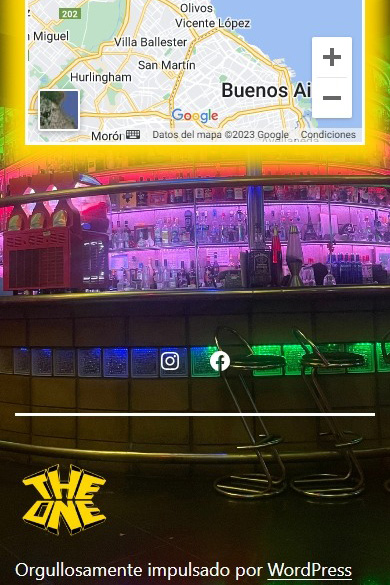 Olivos
202
Vicente López
n Miguel
Villa Ballester
San Martín
Hurlingham
Buenos Ai
Google
Morón
Datos del mapa ©2023 Google
Condiciones
THE
ONE
Orgullosamente impulsado por WordPress